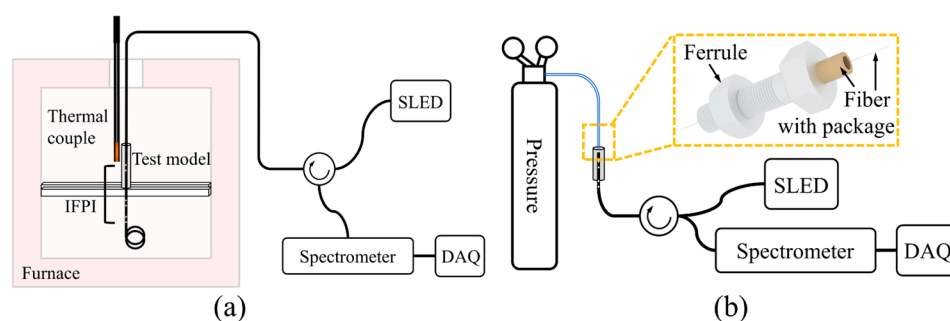 Thermal
couple
Test model
IFPI
Furnace
SLED
Spectrometer
DAQ
(a)
Pressure
Ferrule
Fiber
with package
SLED
Spectrometer
DAQ
(b)